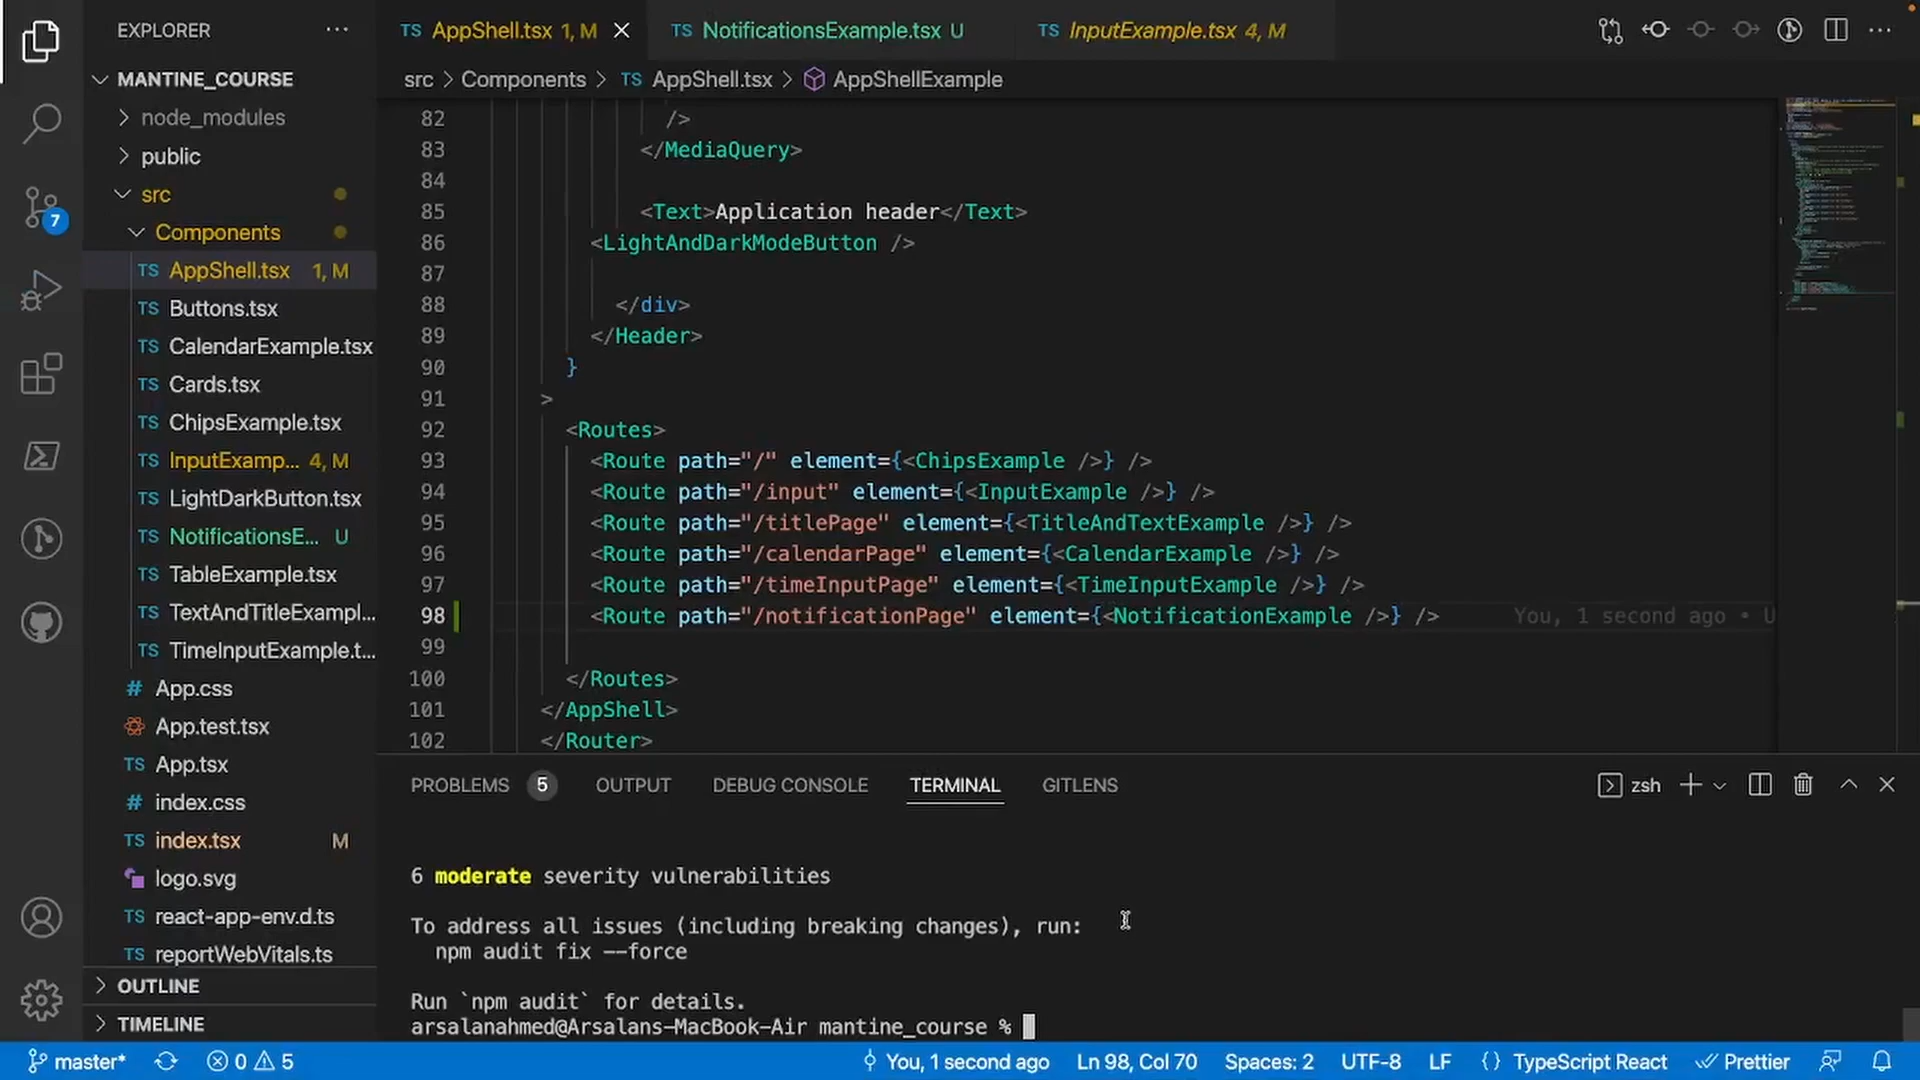 EXPLORER
MANTINE_COURSE
node_modules
public
src
Components
TS AppShell.tsx 1, M
TS Buttons.tsx
TS CalendarExample.tsx
TS Cards.tsx
TS ChipsExample.tsx
TS InputExamp... 4, M
TS LightDarkButton.tsx
TS NotificationsE... U
TS TableExample.tsx
TS TextAndTitleExampl...
TS TimeInputExample.t...
# App.css
App.test.tsx
TS App.tsx
# index.css
TS index.tsx M
logo.svg
TS react-app-env.d.ts
TS reportWebVitals.ts
OUTLINE
TIMELINE
7
TS AppShell.tsx 1, M
TS NotificationsExample.tsx U
TS InputExample.tsx 4, M
src > Components > TS AppShell.tsx > AppShellExample
82 />
83 </MediaQuery>
84
85 <Text>Application header</Text>
86 <LightAndDarkModeButton />
87
88 </div>
89 </Header>
90 }
91 >
92 <Routes>
93 <Route path="/" element={<ChipsExample />} />
94 <Route path="/input" element={<InputExample />} />
95 <Route path="/titlePage" element={<TitleAndTextExample />} />
96 <Route path="/calendarPage" element={<CalendarExample />} />
97 <Route path="/timeInputPage" element={<TimeInputExample />} />
98 <Route path="/notificationPage" element={<NotificationExample />} /> You, 1 second ago • U
99
100 </Routes>
101 </AppShell>
102 </Router>
PROBLEMS 5 OUTPUT DEBUG CONSOLE TERMINAL GITLENS zsh
6 moderate severity vulnerabilities
To address all issues (including breaking changes), run:
npm audit fix --force
Run `npm audit` for details.
arsalanahmed@Arsalans-MacBook-Air mantine_course %
master* 0 5 You, 1 second ago Ln 98, Col 70 Spaces: 2 UTF-8 LF {} TypeScript React Prettier